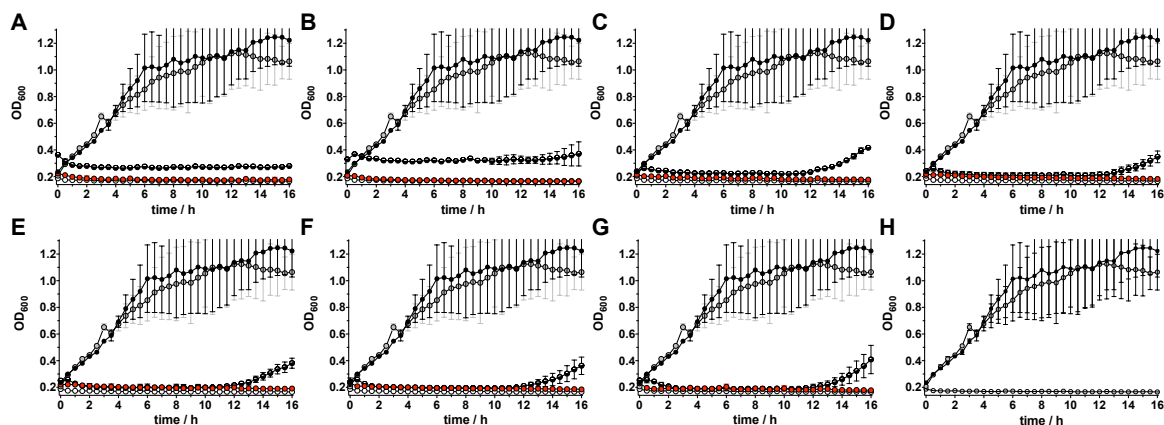 A B C D
1.2 1.2 1.2 1.2
1.0 1.0 1.0 1.0
OD600 0.8 OD600 0.8 OD600 0.8 OD600 0.8
0.6 0.6 0.6 0.6
0.4 0.4 0.4 0.4
0.2 0.2 0.2 0.2
0 2 4 6 8 10 12 14 16 0 2 4 6 8 10 12 14 16 0 2 4 6 8 10 12 14 16 0 2 4 6 8 10 12 14 16
time / h time / h time / h time / h
E F G H
1.2 1.2 1.2 1.2
1.0 1.0 1.0 1.0
OD600 0.8 OD600 0.8 OD600 0.8 OD600 0.8
0.6 0.6 0.6 0.6
0.4 0.4 0.4 0.4
0.2 0.2 0.2 0.2
0 2 4 6 8 10 12 14 16 0 2 4 6 8 10 12 14 16 0 2 4 6 8 10 12 14 16 0 2 4 6 8 10 12 14 16
time / h time / h time / h time / h